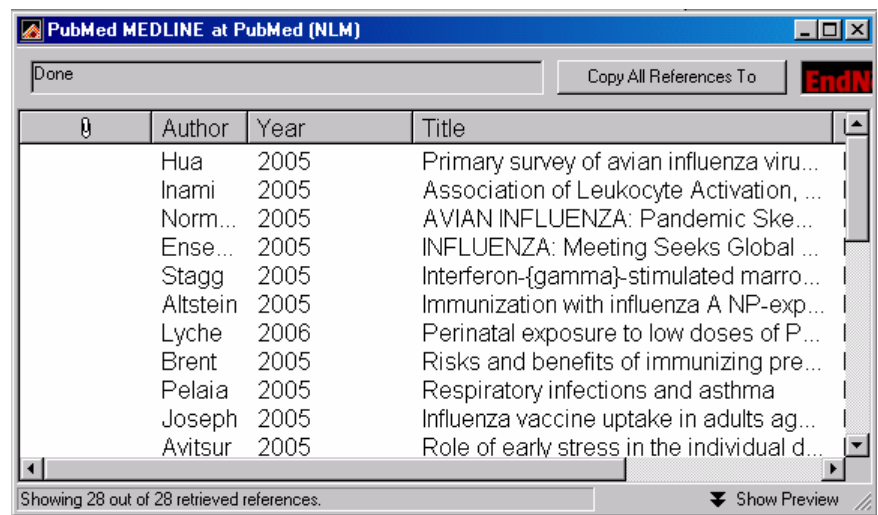 PubMed MEDLINE at PubMed (NLM)
Done Copy All References To EndN
Author Year Title
Hua 2005 Primary survey of avian influenza viru...
Inami 2005 Association of Leukocyte Activation, ...
Norm... 2005 AVIAN INFLUENZA: Pandemic Ske...
Ense... 2005 INFLUENZA: Meeting Seeks Global ...
Stagg 2005 Interferon-{gamma}-stimulated marro...
Altstein 2005 Immunization with influenza A NP-exp...
Lyche 2006 Perinatal exposure to low doses of P...
Brent 2005 Risks and benefits of immunizing pre...
Pelaia 2005 Respiratory infections and asthma
Joseph 2005 Influenza vaccine uptake in adults ag...
Avitsur 2005 Role of early stress in the individual d...
Showing 28 out of 28 retrieved references. Show Preview